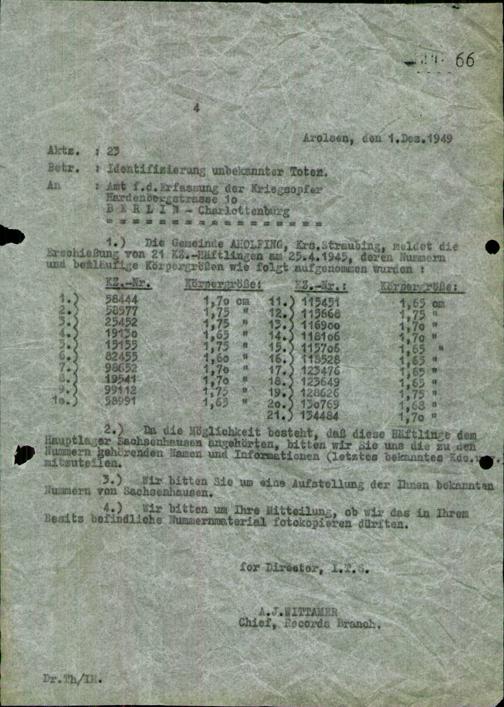 66
4
Arolsen, den 1.Dez.1949
Aktz. : 23
Betr. : Identifizierung unbekannter Toten.
An : Amt f.d.Erfassung der Kriegsopfer
Hardenbergstrasse 10
BERLIN - Charlottenburg
1.) Die Gemeinde AHOLFING, Krs.Straubing, meldet die
Erschießung von 21 KZ.-Häftlingen am 25.4.1945, deren Nummern
und beiläufige Körpergrößen wie folgt aufgenommen wurden :
KZ.-Nr. Körpergröße: KZ.-Nr.: Körpergröße:
1.) 58444 1,70 cm 11.) 115451 1,65 cm
2.) 58577 1,75 " 12.) 115668 1,75 "
3.) 25452 1,75 " 13.) 116900 1,70 "
4.) 19130 1,65 " 14.) 118106 1,70 "
5.) 15155 1,75 " 15.) 115706 1,65 "
6.) 82455 1,60 " 16.) 118528 1,65 "
7.) 98652 1,70 " 17.) 123476 1,75 "
8.) 19541 1,70 " 18.) 123649 1,65 "
9.) 99112 1,75 " 19.) 128626 1,75 "
10.) 58991 1,65 " 20.) 130765 1,68 "
21.) 134484 1,70 "
2.) Da die Möglichkeit besteht, daß diese Häftlinge dem
Hauptlager Sachsenhausen angehörten, bitten wir Sie uns die zu den
Nummern gehörenden Namen und Informationen (letztes bekanntes Kdo.
mitzuteilen.
3.) Wir bitten Sie um eine Aufstellung der Ihnen bekannten
Nummern von Sachsenhausen.
4.) Wir bitten um Ihre Mitteilung, ob wir das in Ihrem
Besitz befindliche Nummernmaterial fotokopieren dürften.
for Director, I.T.S.
A.J.WITTAMER
Chief, Records Branch.
Dr.Th/IH.